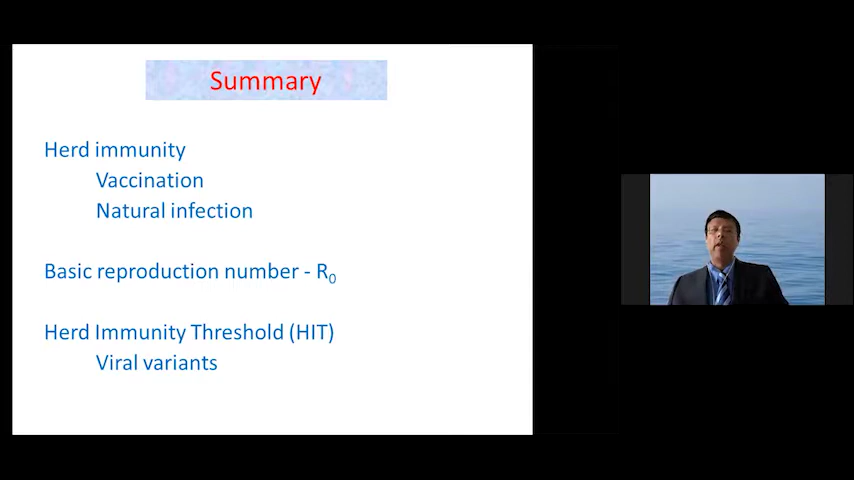 Summary
Herd immunity
Vaccination
Natural infection
Basic reproduction number - R₀
Herd Immunity Threshold (HIT)
Viral variants